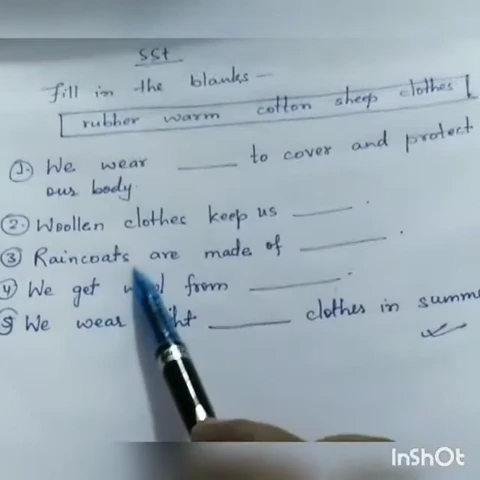 SSt
Fill in the blanks -
rubher warm cotton sheep clothes
1. We wear ____ to cover and protect
our body.
2. Woollen clothes keep us ____.
3. Raincoats are made of ____.
4. We get from ____.
5. We wear ____ clothes in
InShOt